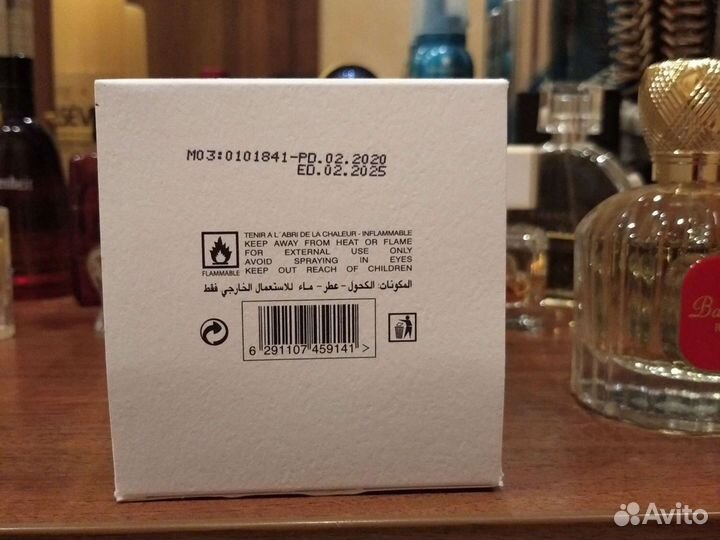 M03:0101841-PD.02.2020
ED.02.2025
TENIR A L´ABRI DE LA CHALEUR - INFLAMMABLE
KEEP AWAY FROM HEAT OR FLAME
FOR EXTERNAL USE ONLY
AVOID SPRAYING IN EYES
KEEP OUT REACH OF CHILDREN
FLAMMABLE
المكونات: الكحول - عطر - ماء للاستعمال الخارجي فقط
6 291107 459141 >
Ba
Avito